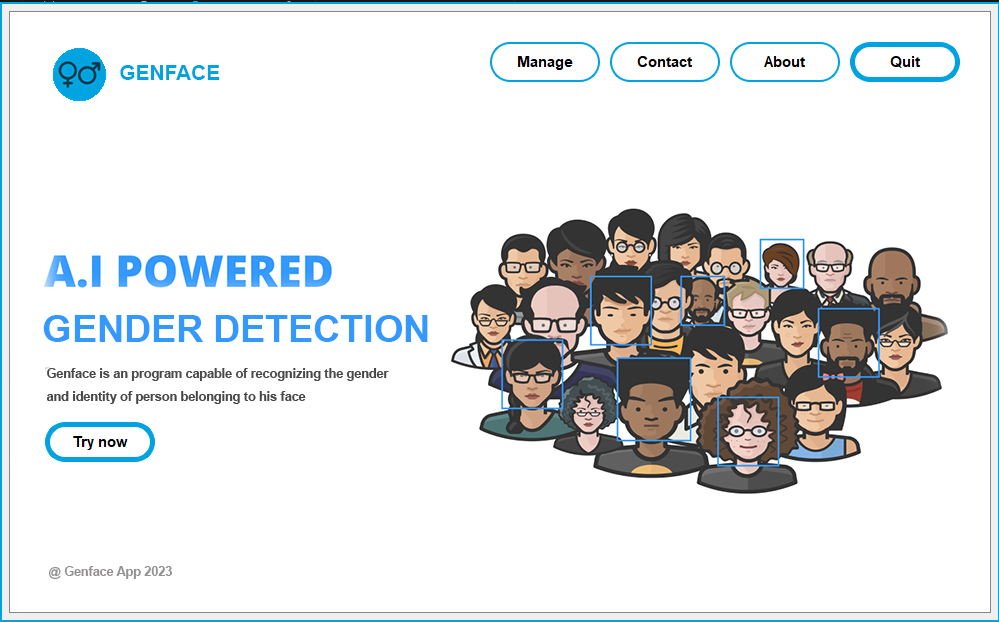 GENFACE
Manage
Contact
About
Quit
A.I POWERED
GENDER DETECTION
Genface is an program capable of recognizing the gender
and identity of person belonging to his face
Try now
@ Genface App 2023